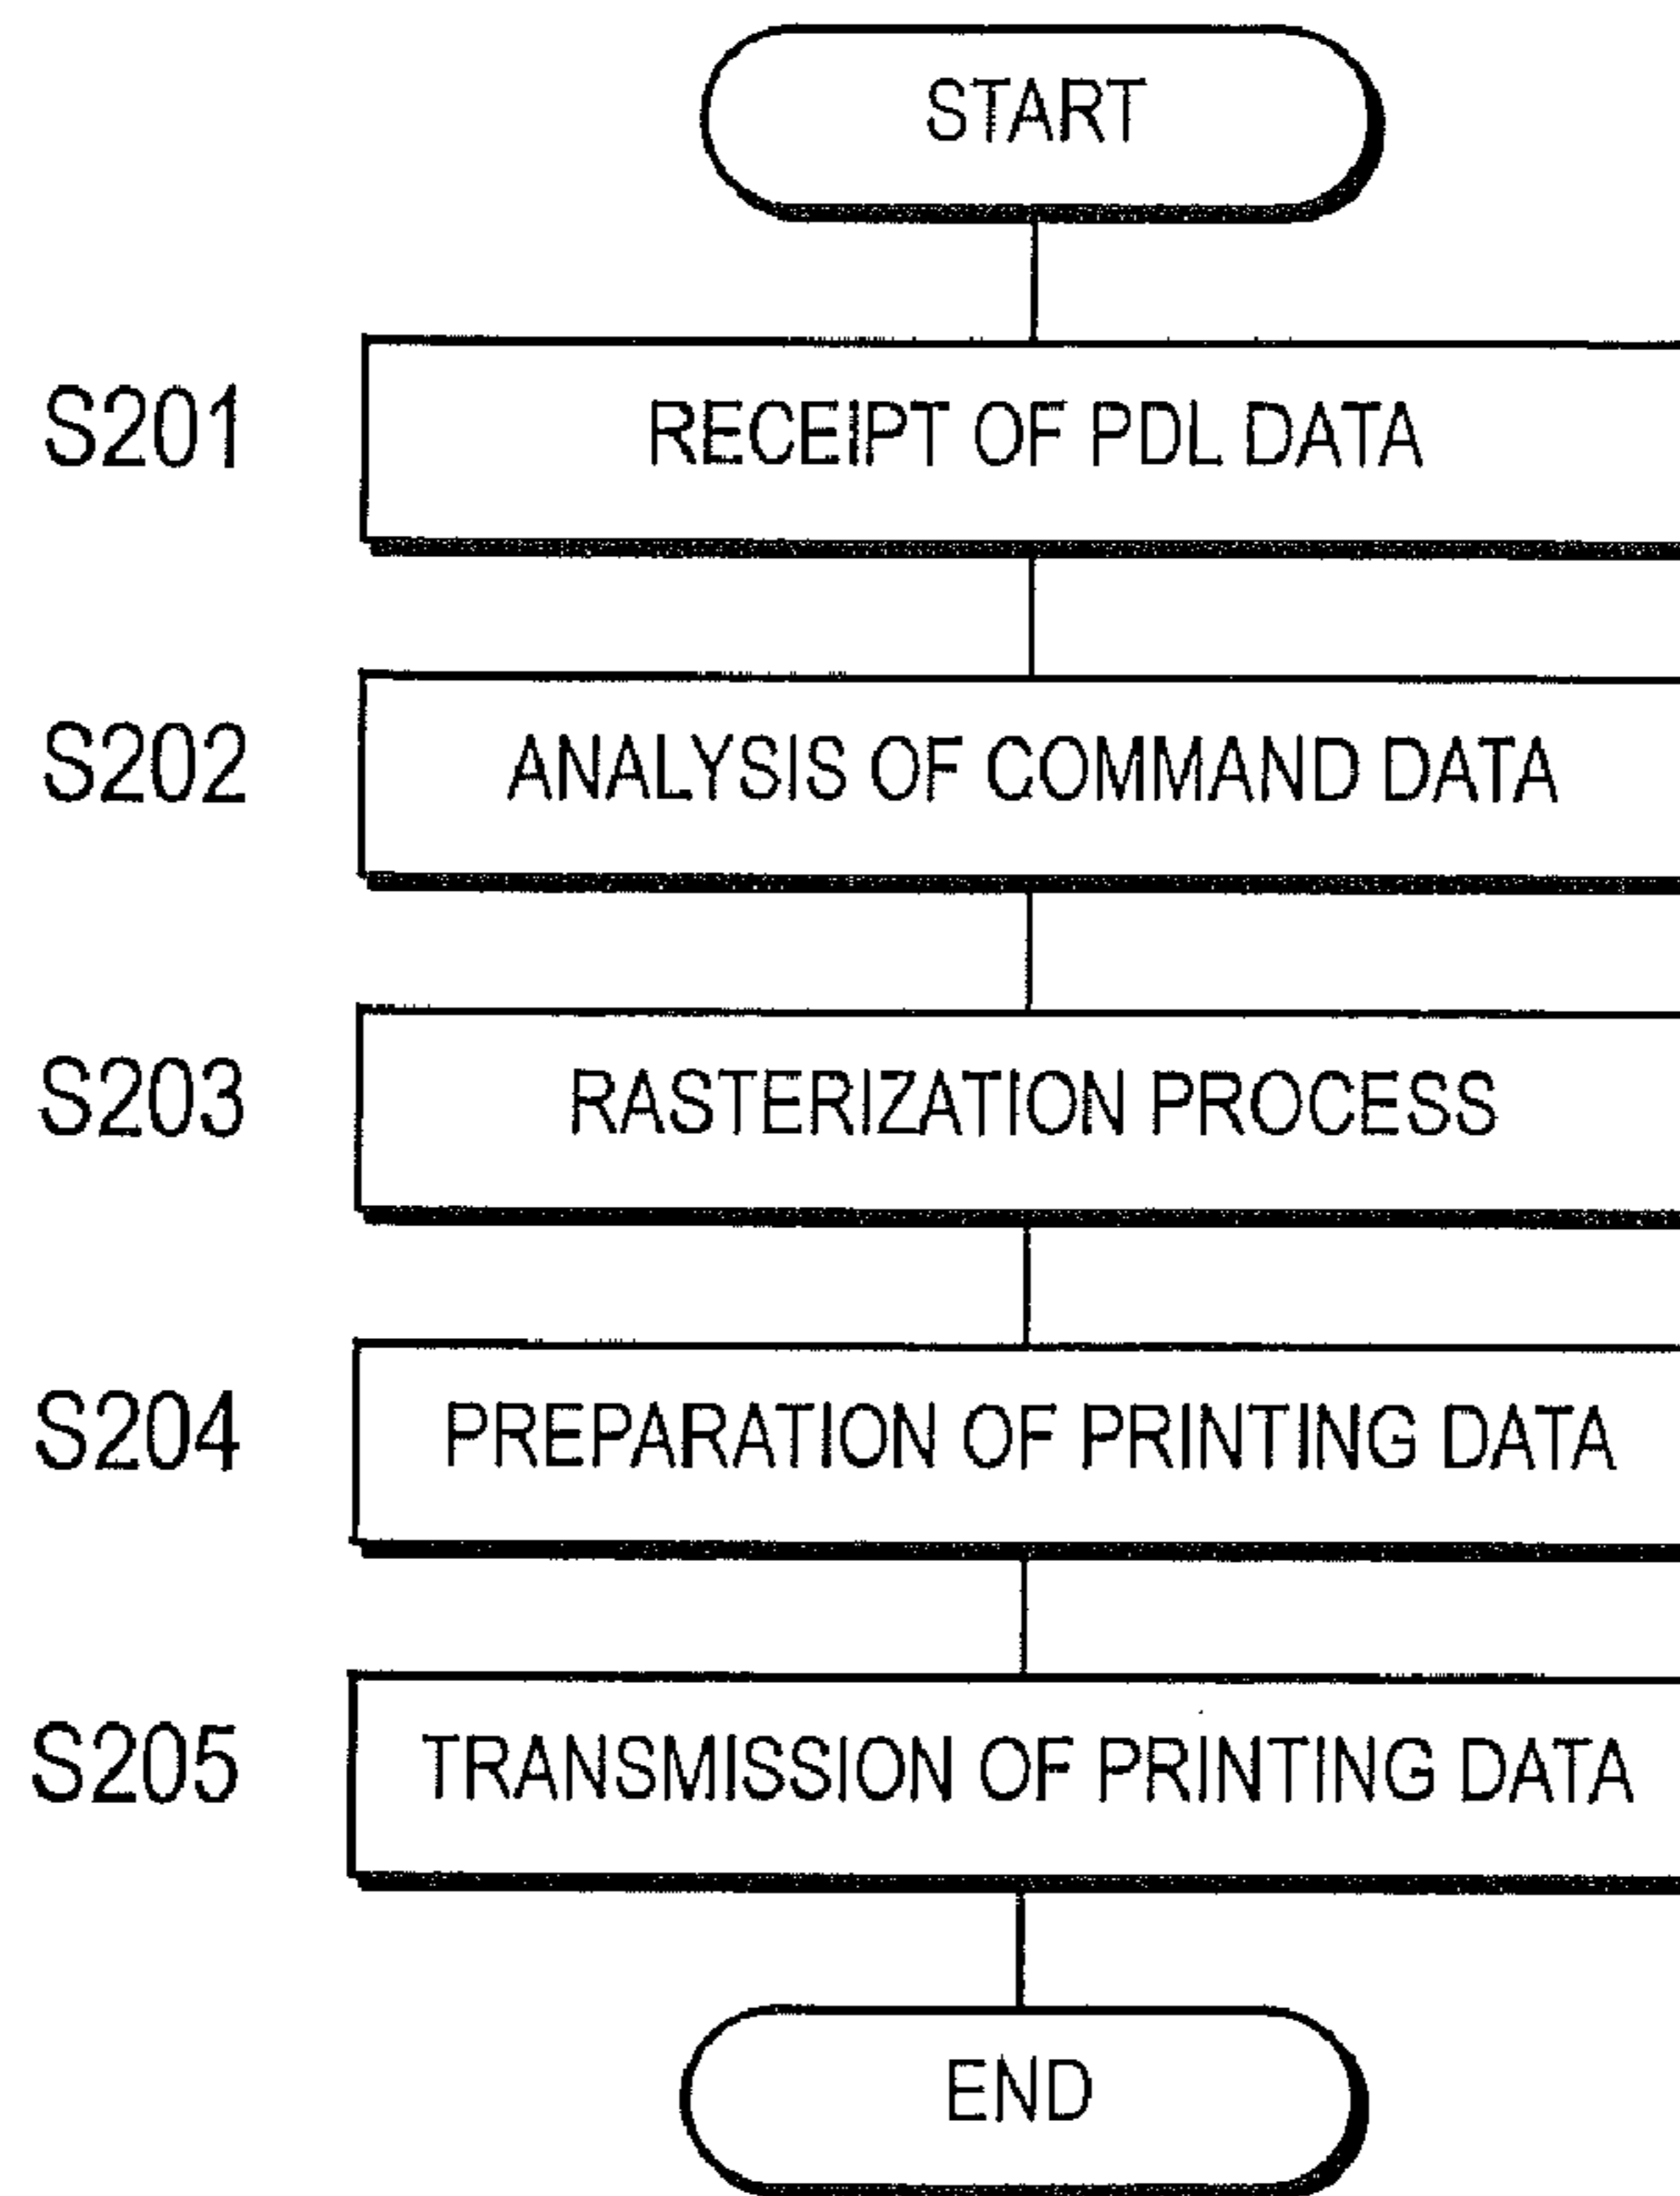 START
S201 RECEIPT OF PDL DATA
S202 ANALYSIS OF COMMAND DATA
S203 RASTERIZATION PROCESS
S204 PREPARATION OF PRINTING DATA
S205 TRANSMISSION OF PRINTING DATA
END